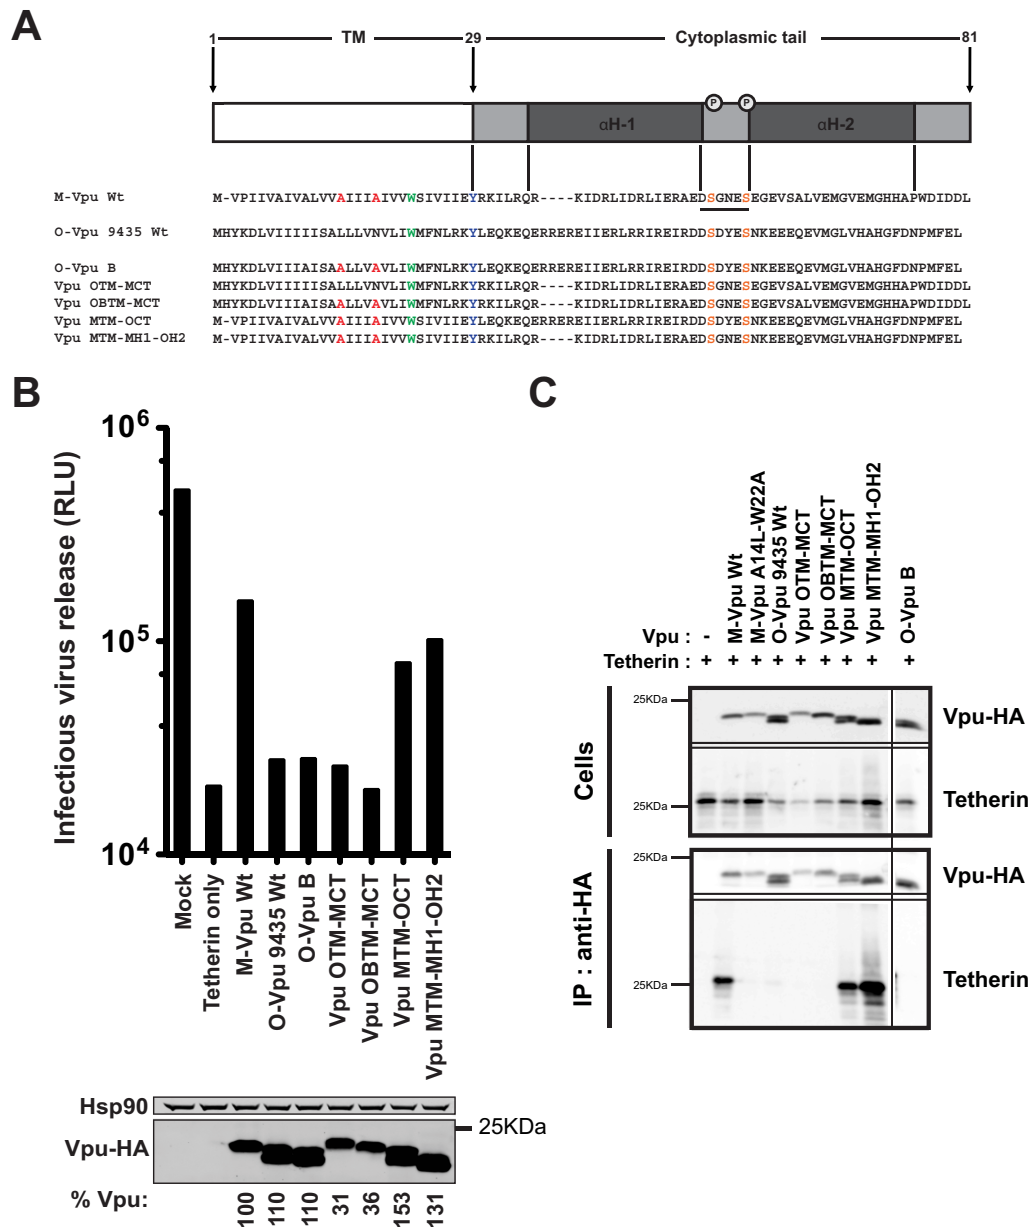 A
1 TM 29 Cytoplasmic tail 81
P P
αH-1 αH-2
M-Vpu Wt M-VPIIVAIVALVVAIIIAIVVWSIVIIEYRKILRQR----KIDRLIDRLIERAEDSGNESEGEVSALVEMGVEMGHHAPWDIDDL
O-Vpu 9435 Wt MHYKDLVIIIIAISALLLVNVLIWMFNLRKYLEQKEQERREREIIERLRRIREIRDDSDYESNKEEEQEVMGLVHAHGFDNPMFEL
O-Vpu B MHYKDLVIIIIAISAALLVAVLIWMFNLRKYLEQKEQERREREIIERLRRIREIRDDSDYESNKEEEQEVMGLVHAHGFDNPMFEL
Vpu OTM-MCT MHYKDLVIIIIAISALLLVNVLIWMFNLRKYRKILRQR----KIDRLIDRLIERAEDSGNESEGEVSALVEMGVEMGHHAPWDIDDL
Vpu OBTM-MCT MHYKDLVIIIIAISAALLVAVLIWMFNLRKYRKILRQR----KIDRLIDRLIERAEDSGNESEGEVSALVEMGVEMGHHAPWDIDDL
Vpu MTM-OCT M-VPIIVAIVALVVAIIIAIVVWSIVIIEYLEQKEQERREREIIERLRRIREIRDDSDYESNKEEEQEVMGLVHAHGFDNPMFEL
Vpu MTM-MH1-OH2 M-VPIIVAIVALVVAIIIAIVVWSIVIIEYRKILRQR----KIDRLIDRLIERAEDSGNESNKEEEQEVMGLVHAHGFDNPMFEL
B
Infectious virus release (RLU)
10⁶
10⁵
10⁴
Mock
Tetherin only
M-Vpu Wt
O-Vpu 9435 Wt
O-Vpu B
Vpu OTM-MCT
Vpu OBTM-MCT
Vpu MTM-OCT
Vpu MTM-MH1-OH2
Hsp90
Vpu-HA 25KDa
% Vpu: 100 110 110 31 36 153 131
C
M-Vpu Wt
M-Vpu A14L-W22A
O-Vpu 9435 Wt
Vpu OTM-MCT
Vpu OBTM-MCT
Vpu MTM-OCT
Vpu MTM-MH1-OH2
O-Vpu B
Vpu : -
Tetherin : + + + + + + + + +
Cells
25KDa Vpu-HA
25KDa Tetherin
IP : anti-HA
25KDa Vpu-HA
25KDa Tetherin